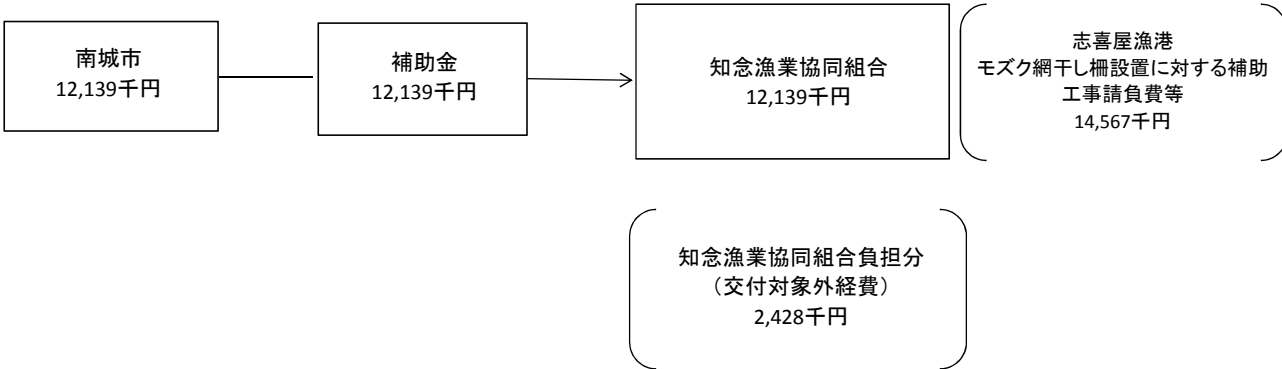 南城市
12,139千円
補助金
12,139千円
知念漁業協同組合
12,139千円
志喜屋漁港
モズク網干し柵設置に対する補助
工事請負費等
14,567千円
知念漁業協同組合負担分
（交付対象外経費）
2,428千円